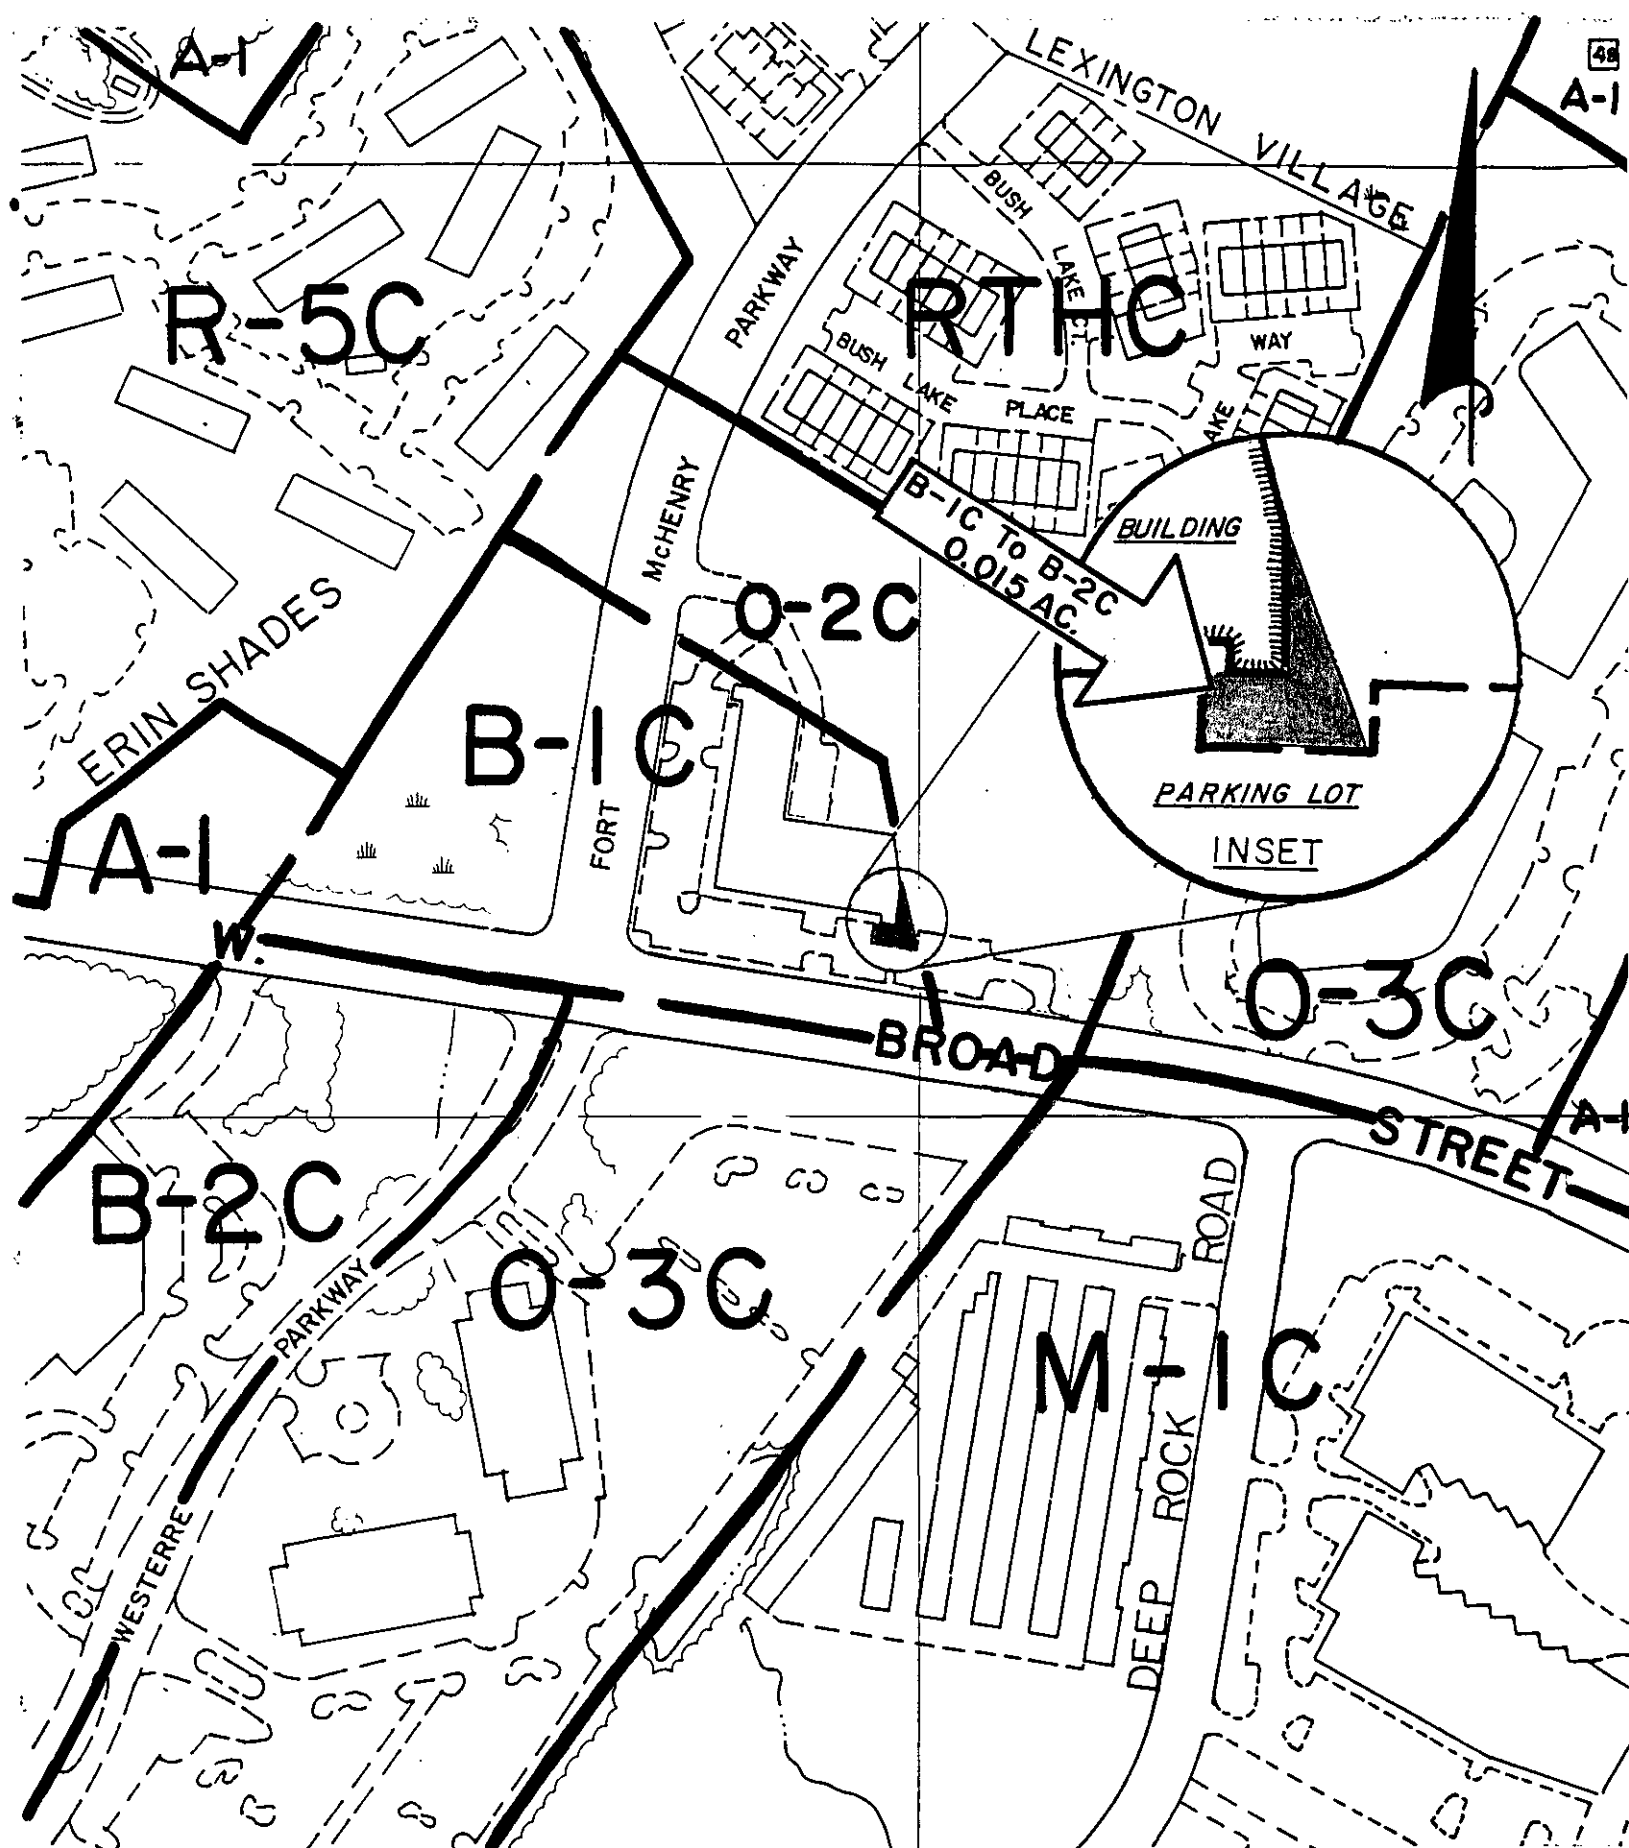 A-1
LEXINGTON VILLAGE
48
A-1
BUSH
LAKE
R-5C
PARKWAY
RTHC
WAY
BUSH LAKE PLACE
McHENRY
B-1C To B-2C
0.015 AC.
BUILDING
O-2C
ERIN SHADES
B-1C
PARKING LOT
INSET
FORT
A-1
W. BROAD STREET
O-3C
A-1
B-2C
ROAD
O-3C
PARKWAY
M-1C
DEEP ROCK
WESTERRE